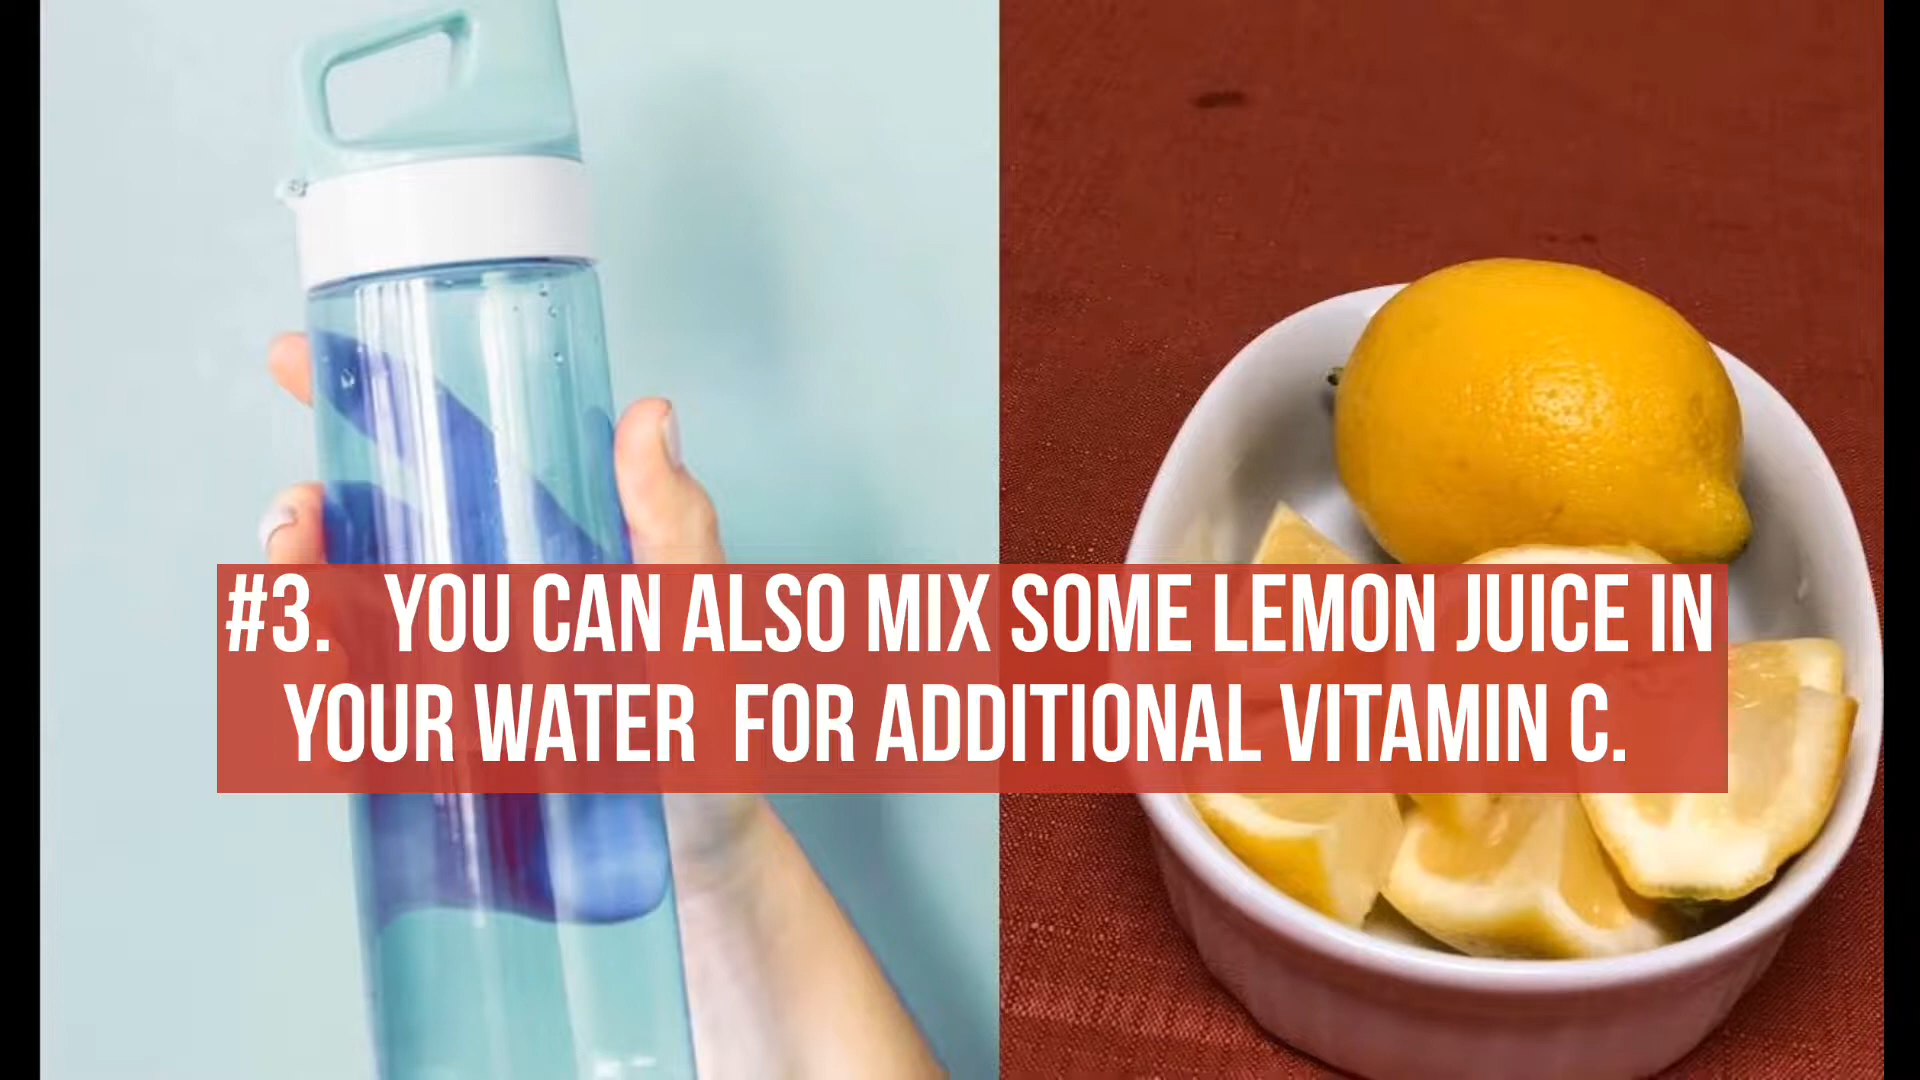 #3.   YOU CAN ALSO MIX SOME LEMON JUICE IN
YOUR WATER  FOR ADDITIONAL VITAMIN C.